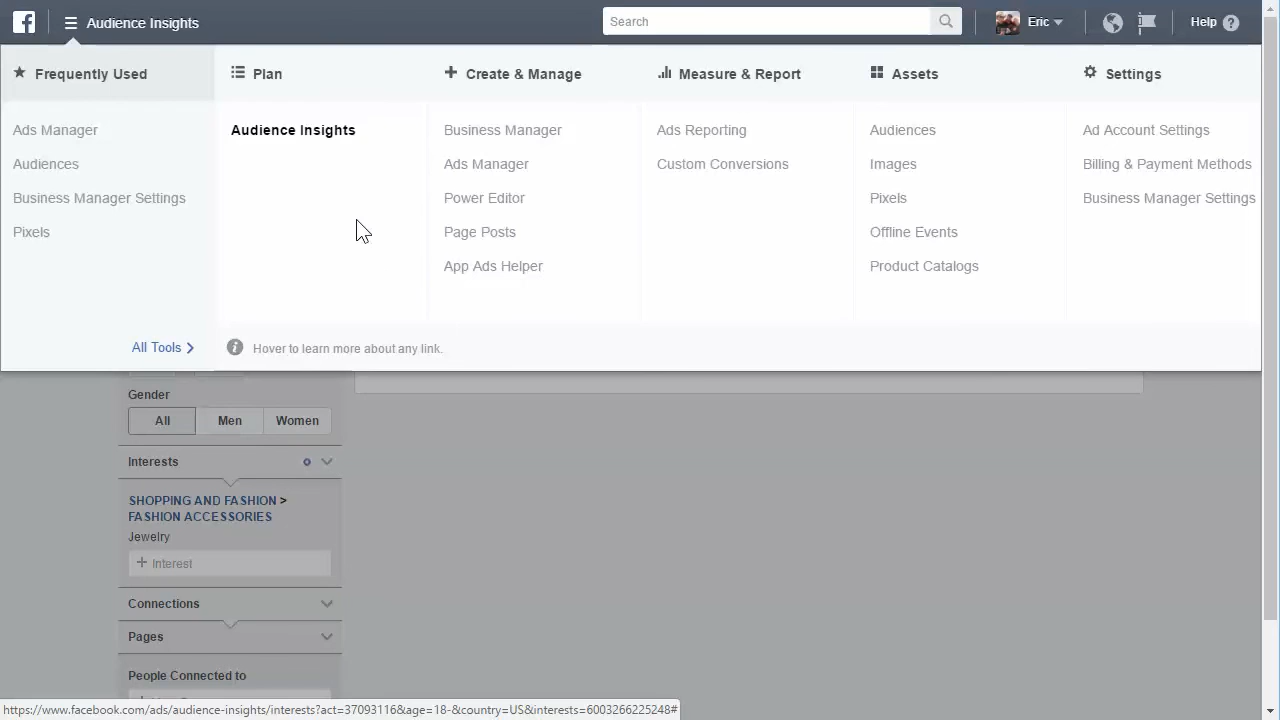 Audience Insights
Search
Eric
Help
Frequently Used
Plan
Create & Manage
Measure & Report
Assets
Settings
Ads Manager
Audiences
Business Manager Settings
Pixels
All Tools
Audience Insights
Business Manager
Ads Manager
Power Editor
Page Posts
App Ads Helper
Ads Reporting
Custom Conversions
Audiences
Images
Pixels
Offline Events
Product Catalogs
Ad Account Settings
Billing & Payment Methods
Business Manager Settings
Hover to learn more about any link.
Gender
All Men Women
Interests
SHOPPING AND FASHION >
FASHION ACCESSORIES
Jewelry
+ Interest
Connections
Pages
People Connected to
https://www.facebook.com/ads/audience-insights/interests?act=37093116&age=18-&country=US&interests=6003266225248#